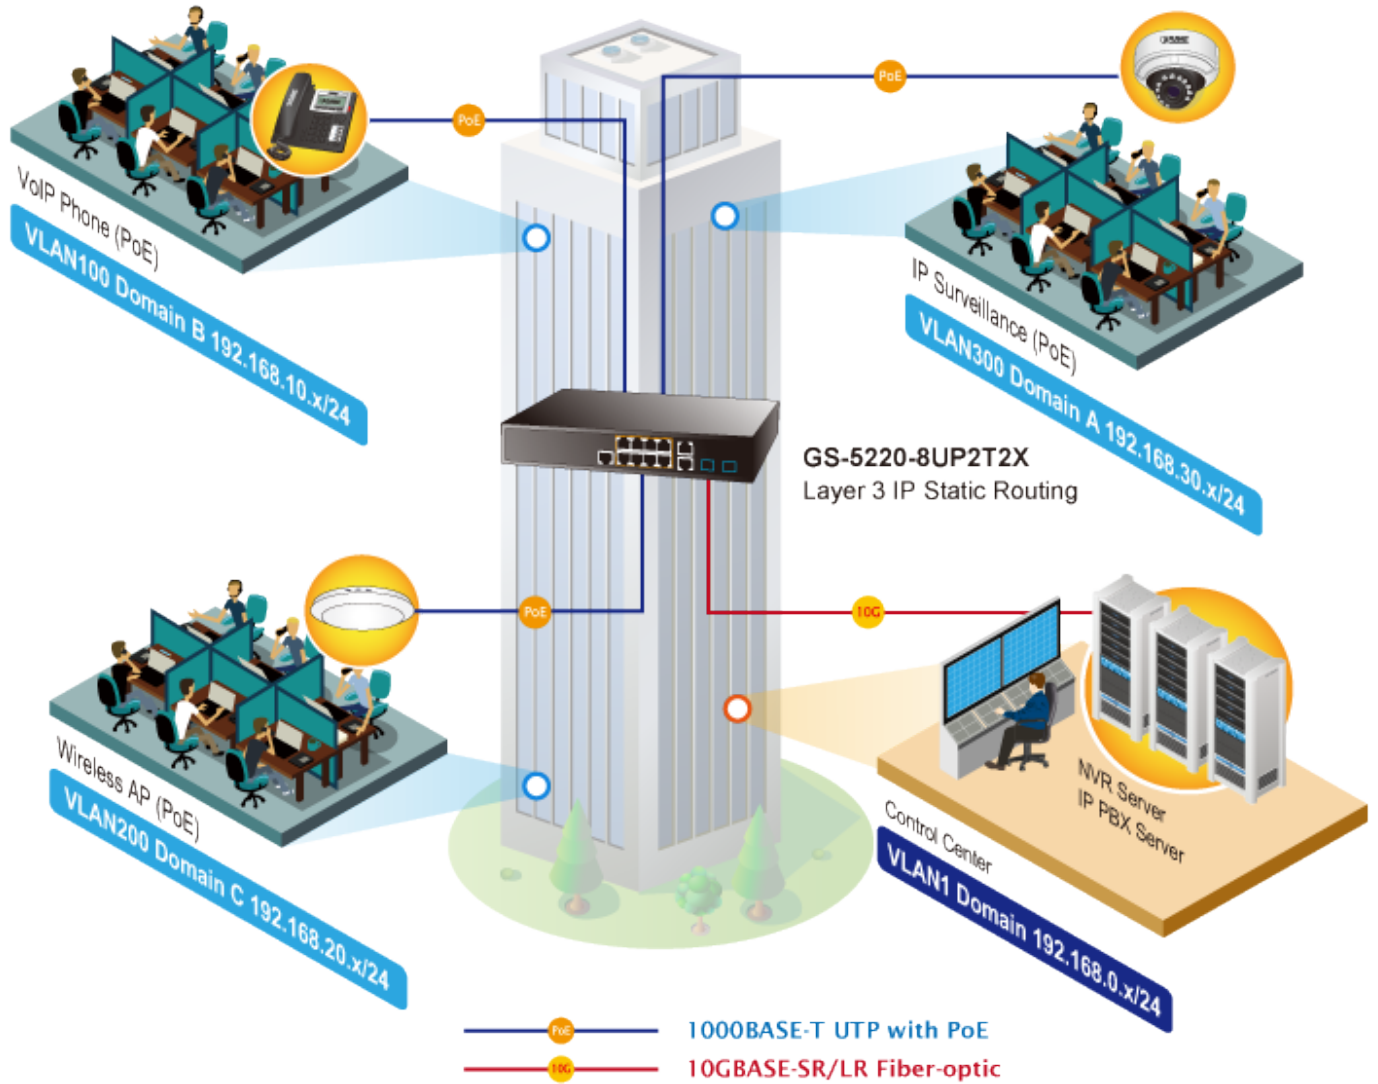 PoE
PoE
PLANET
VoIP Phone (PoE)
VLAN100 Domain B 192.168.10.x/24
IP Surveillance (PoE)
VLAN300 Domain A 192.168.30.x/24
GS-5220-8UP2T2X
Layer 3 IP Static Routing
PoE
10G
Wireless AP (PoE)
VLAN200 Domain C 192.168.20.x/24
NVR Server
IP PBX Server
Control Center
VLAN1 Domain 192.168.0.x/24
PoE 1000BASE-T UTP with PoE
10G 10GBASE-SR/LR Fiber-optic